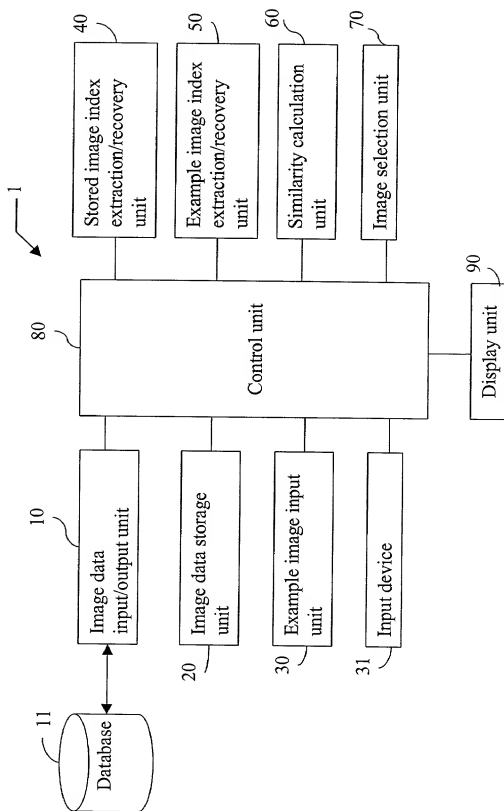 1
11
Database
10
Image data
input/output unit
20
Image data storage
unit
30
Example image input
unit
31
Input device
80
Control unit
40
Stored image index
extraction/recovery
unit
50
Example image index
extraction/recovery
unit
60
Similarity calculation
unit
70
Image selection unit
90
Display unit